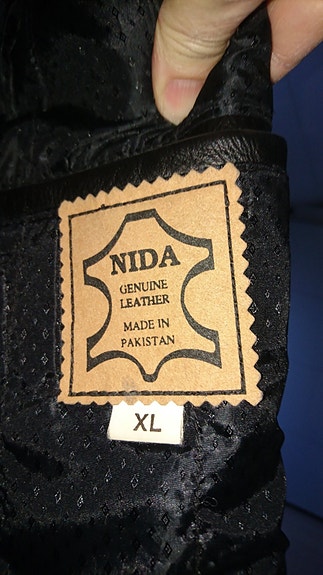 NIDA
GENUINE
LEATHER
MADE IN
PAKISTAN
XL